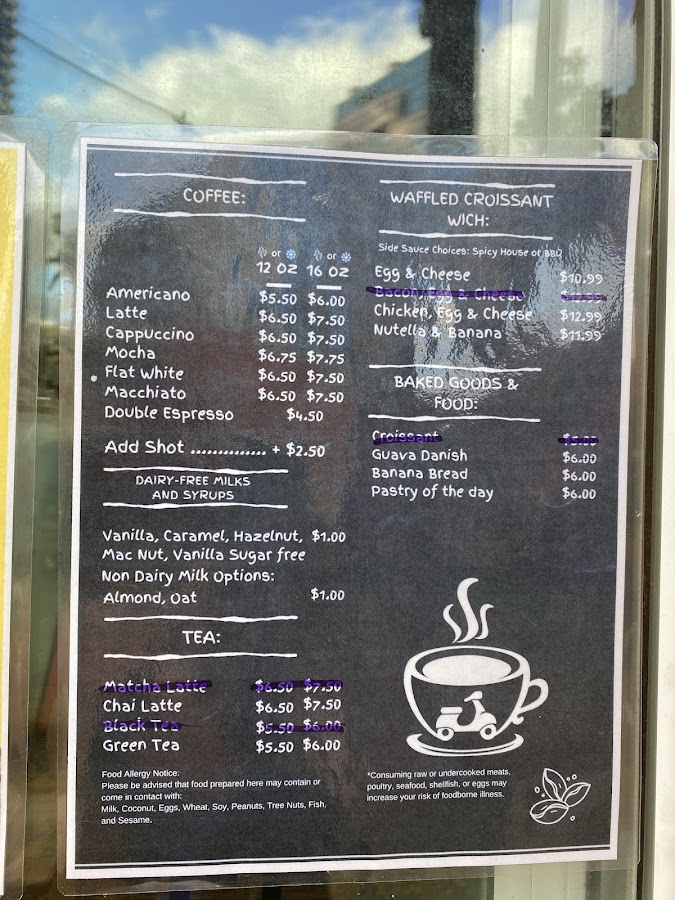 COFFEE:
or or
12 OZ 16 OZ
Americano $5.50 $6.00
Latte $6.50 $7.50
Cappuccino $6.50 $7.50
Mocha $6.75 $7.75
Flat White $6.50 $7.50
Macchiato $6.50 $7.50
Double Espresso $4.50
Add Shot .............. + $2.50
DAIRY-FREE MILKS
AND SYRUPS
Vanilla, Caramel, Hazelnut, $1.00
Mac Nut, Vanilla Sugar free
Non Dairy Milk Options:
Almond, Oat $1.00
TEA:
Matcha Latte $6.50 $7.50
Chai Latte $6.50 $7.50
Black Tea $5.50 $6.00
Green Tea $5.50 $6.00
Food Allergy Notice:
Please be advised that food prepared here may contain or
come in contact with:
Milk, Coconut, Eggs, Wheat, Soy, Peanuts, Tree Nuts, Fish,
and Sesame.
WAFFLED CROISSANT
WICH:
Side Sauce Choices: Spicy House or BBQ
Egg & Cheese $10.99
Bacon, Egg & Cheese
Chicken, Egg & Cheese $12.99
Nutella & Banana $11.99
BAKED GOODS &
FOOD:
Croissant $5.00
Guava Danish $6.00
Banana Bread $6.00
Pastry of the day $6.00
*Consuming raw or undercooked meats,
poultry, seafood, shellfish, or eggs may
increase your risk of foodborne illness.